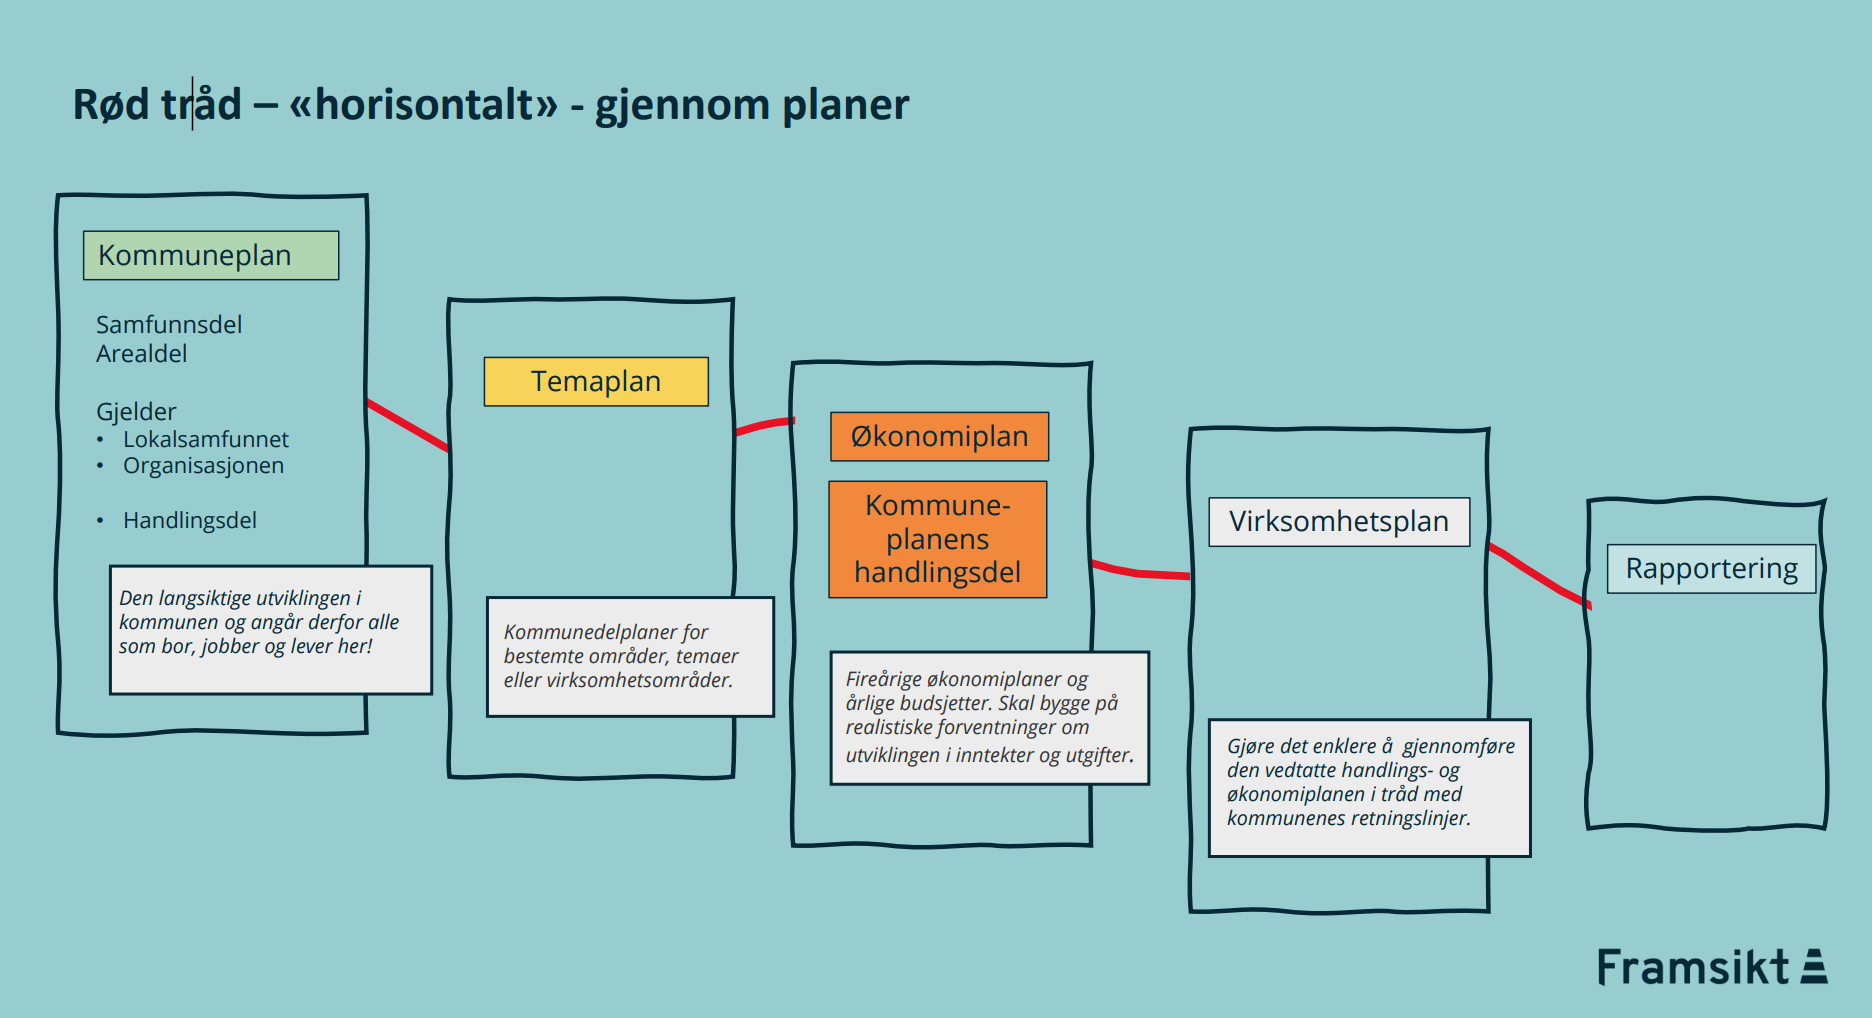 Rød tråd – «horisontalt» - gjennom planer
Kommuneplan
Samfunnsdel
Arealdel
Gjelder
• Lokalsamfunnet
• Organisasjonen
• Handlingsdel
Den langsiktige utviklingen i
kommunen og angår derfor alle
som bor, jobber og lever her!
Temaplan
Kommunedelplaner for
bestemte områder, temaer
eller virksomhetsområder.
Økonomiplan
Kommune-
planens
handlingsdel
Fireårige økonomiplaner og
årlige budsjetter. Skal bygge på
realistiske forventninger om
utviklingen i inntekter og utgifter.
Virksomhetsplan
Gjøre det enklere å  gjennomføre
den vedtatte handlings- og
økonomiplanen i tråd med
kommunenes retningslinjer.
Rapportering
Framsikt